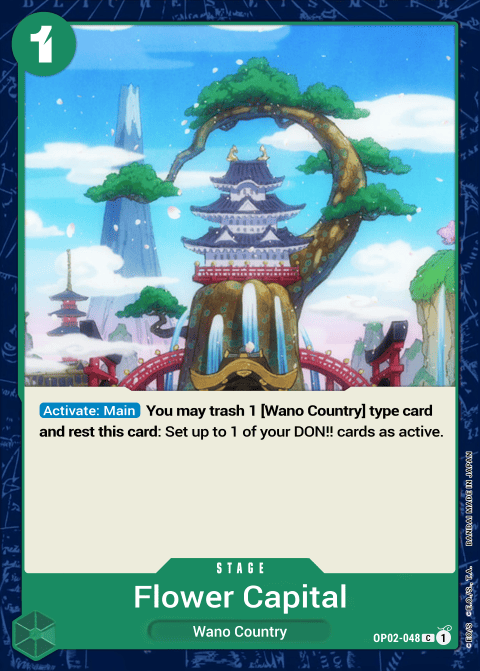 1
Activate: Main You may trash 1 [Wano Country] type card
and rest this card: Set up to 1 of your DON!! cards as active.
BANDAI MADE IN JAPAN
©E.O./S. ©E.O./S., T.A.
STAGE
Flower Capital
Wano Country
OP02-048 C 1